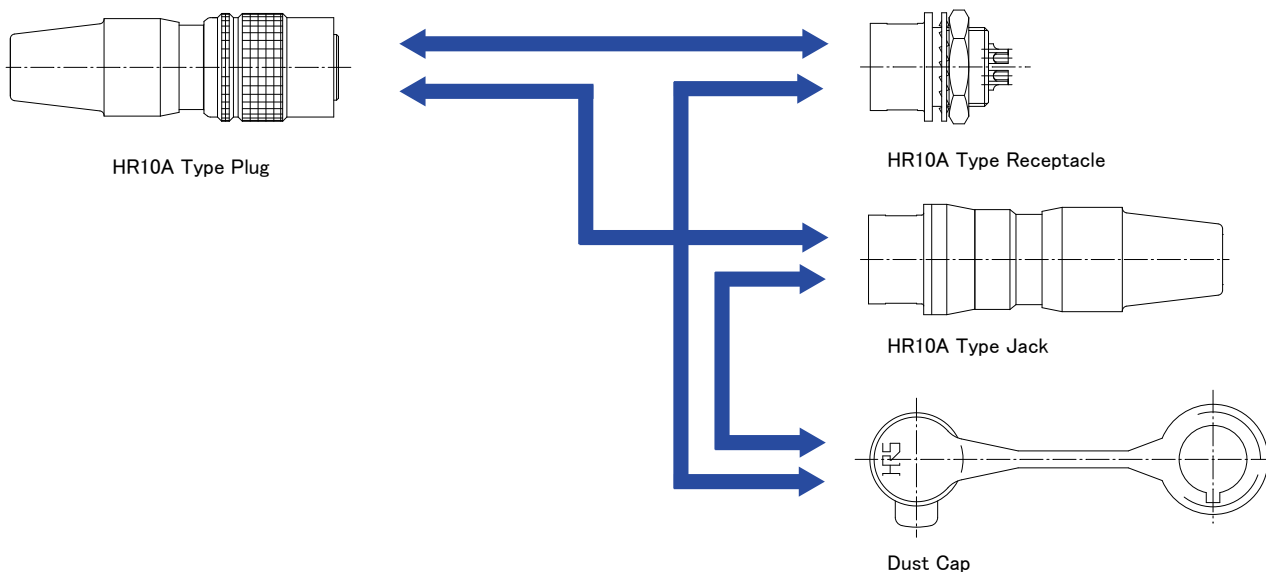 HR10A Type Plug
HR10A Type Receptacle
HR10A Type Jack
HRS
Dust Cap